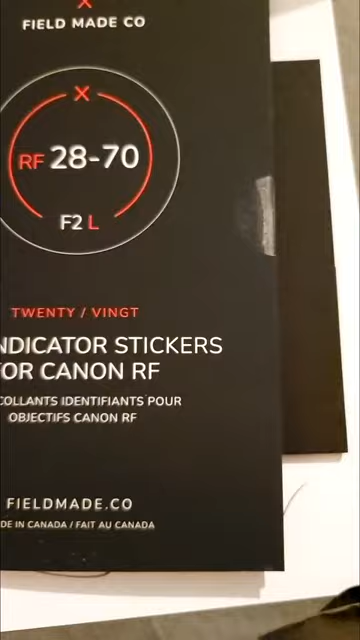 X
FIELD MADE CO
X
RF 28-70
F2 L
TWENTY / VINGT
NDICATOR STICKERS
OR CANON RF
COLLANTS IDENTIFIANTS POUR
OBJECTIFS CANON RF
FIELDMADE.CO
DE IN CANADA / FAIT AU CANADA